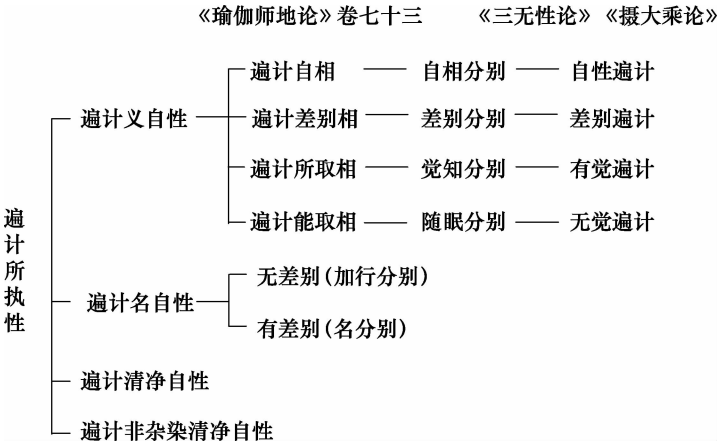 《瑜伽师地论》卷七十三 《三无性论》《摄大乘论》
遍计自相 自相分别 自性遍计
遍计义自性
遍计差别相 差别分别 差别遍计
遍计所取相 觉知分别 有觉遍计
遍计能取相 随眠分别 无觉遍计
遍计所执性
无差别(加行分别)
遍计名自性
有差别(名分别)
遍计清净自性
遍计非杂染清净自性